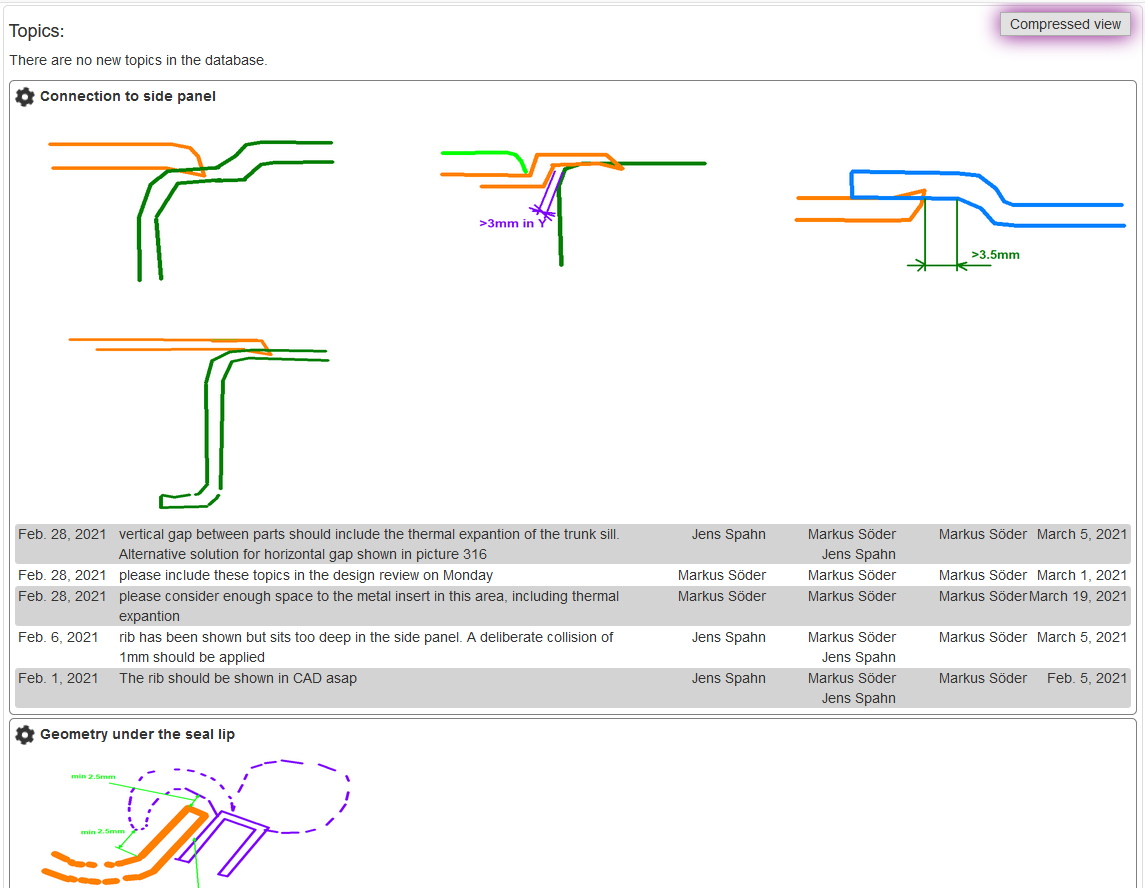 Topics:
Compressed view
There are no new topics in the database.
Connection to side panel
>3mm in Y
>3.5mm
Feb. 28, 2021 vertical gap between parts should include the thermal expantion of the trunk sill. Jens Spahn Markus Söder Markus Söder March 5, 2021
Alternative solution for horizontal gap shown in picture 316 Jens Spahn
Feb. 28, 2021 please include these topics in the design review on Monday Markus Söder Markus Söder Markus Söder March 1, 2021
Feb. 28, 2021 please consider enough space to the metal insert in this area, including thermal Markus Söder Markus Söder Markus Söder March 19, 2021
expantion
Feb. 6, 2021 rib has been shown but sits too deep in the side panel. A deliberate collision of Jens Spahn Markus Söder Markus Söder March 5, 2021
1mm should be applied Jens Spahn
Feb. 1, 2021 The rib should be shown in CAD asap Jens Spahn Markus Söder Markus Söder Feb. 5, 2021
Jens Spahn
Geometry under the seal lip
min 2.5mm
min 2.5mm